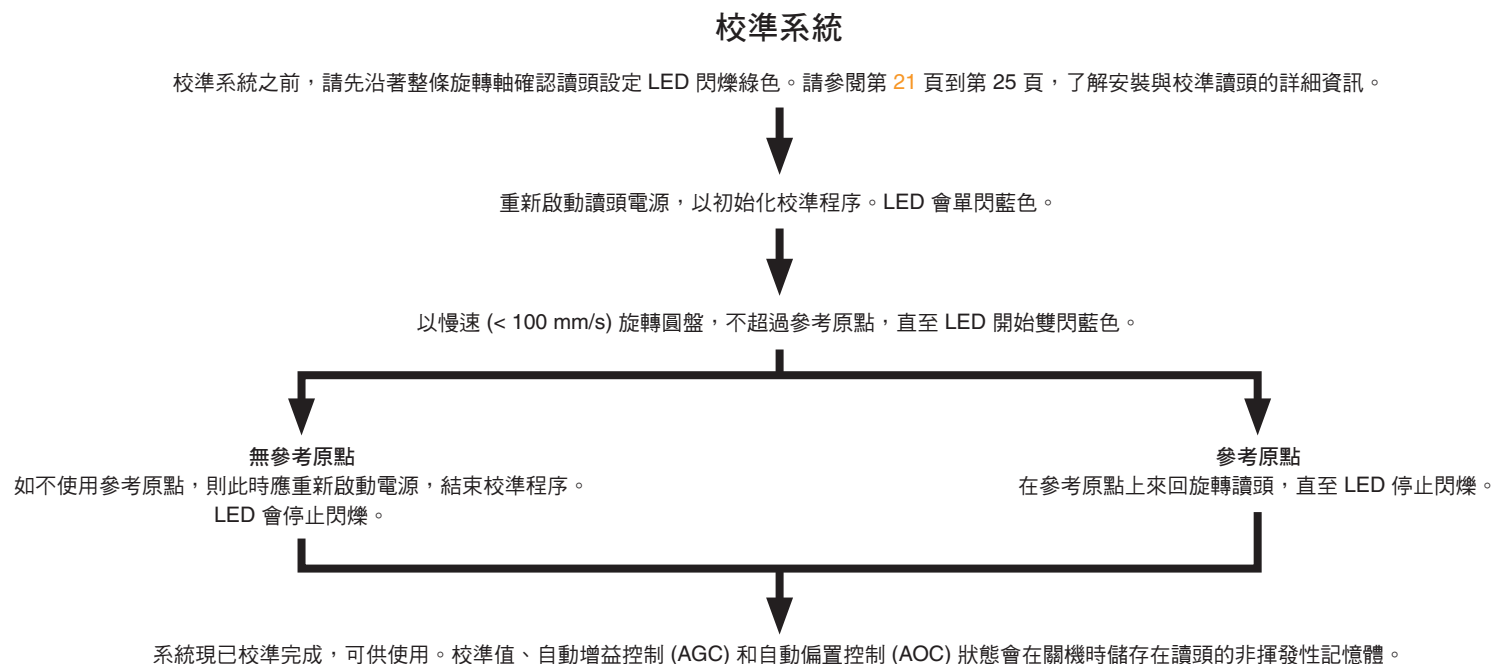 校準系統
校準系統之前，請先沿著整條旋轉軸確認讀頭設定 LED 閃爍綠色。請參閱第 21 頁到第 25 頁，了解安裝與校準讀頭的詳細資訊。
重新啟動讀頭電源，以初始化校準程序。LED 會單閃藍色。
以慢速 (< 100 mm/s) 旋轉圓盤，不超過參考原點，直至 LED 開始雙閃藍色。
無參考原點
如不使用參考原點，則此時應重新啟動電源，結束校準程序。
LED 會停止閃爍。
參考原點
在參考原點上來回旋轉讀頭，直至 LED 停止閃爍。
系統現已校準完成，可供使用。校準值、自動增益控制 (AGC) 和自動偏置控制 (AOC) 狀態會在關機時儲存在讀頭的非揮發性記憶體。